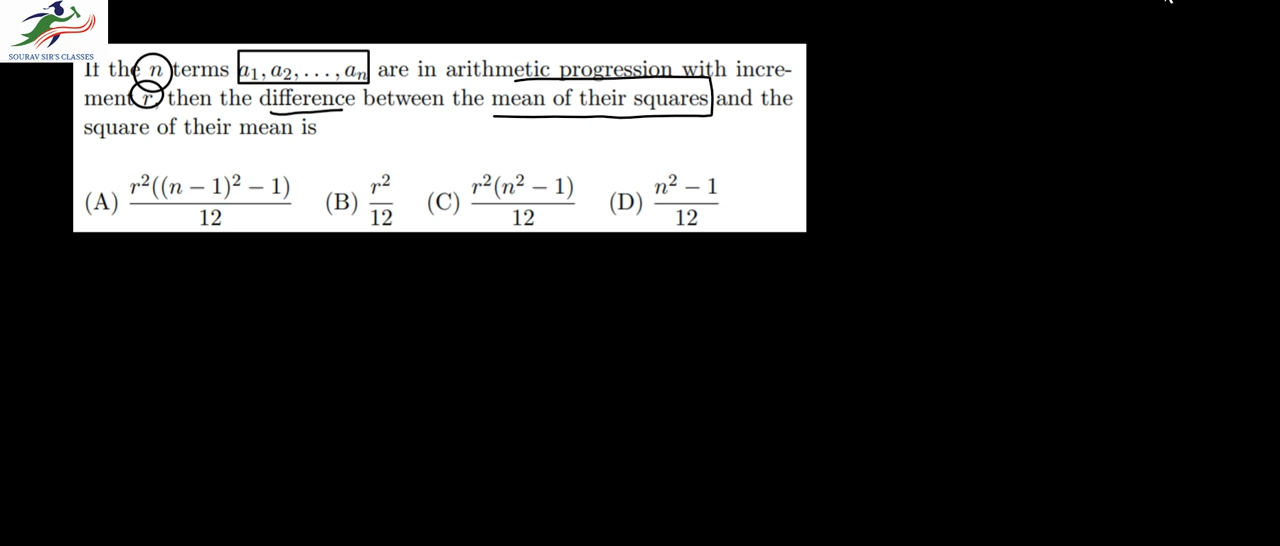 SOURAV SIR'S CLASSES
If the n terms a₁, a₂, . . . , aₙ are in arithmetic progression with incre-
ment r, then the difference between the mean of their squares and the
square of their mean is
(A) r²((n − 1)² − 1)/12 (B) r²/12 (C) r²(n² − 1)/12 (D) n² − 1/12